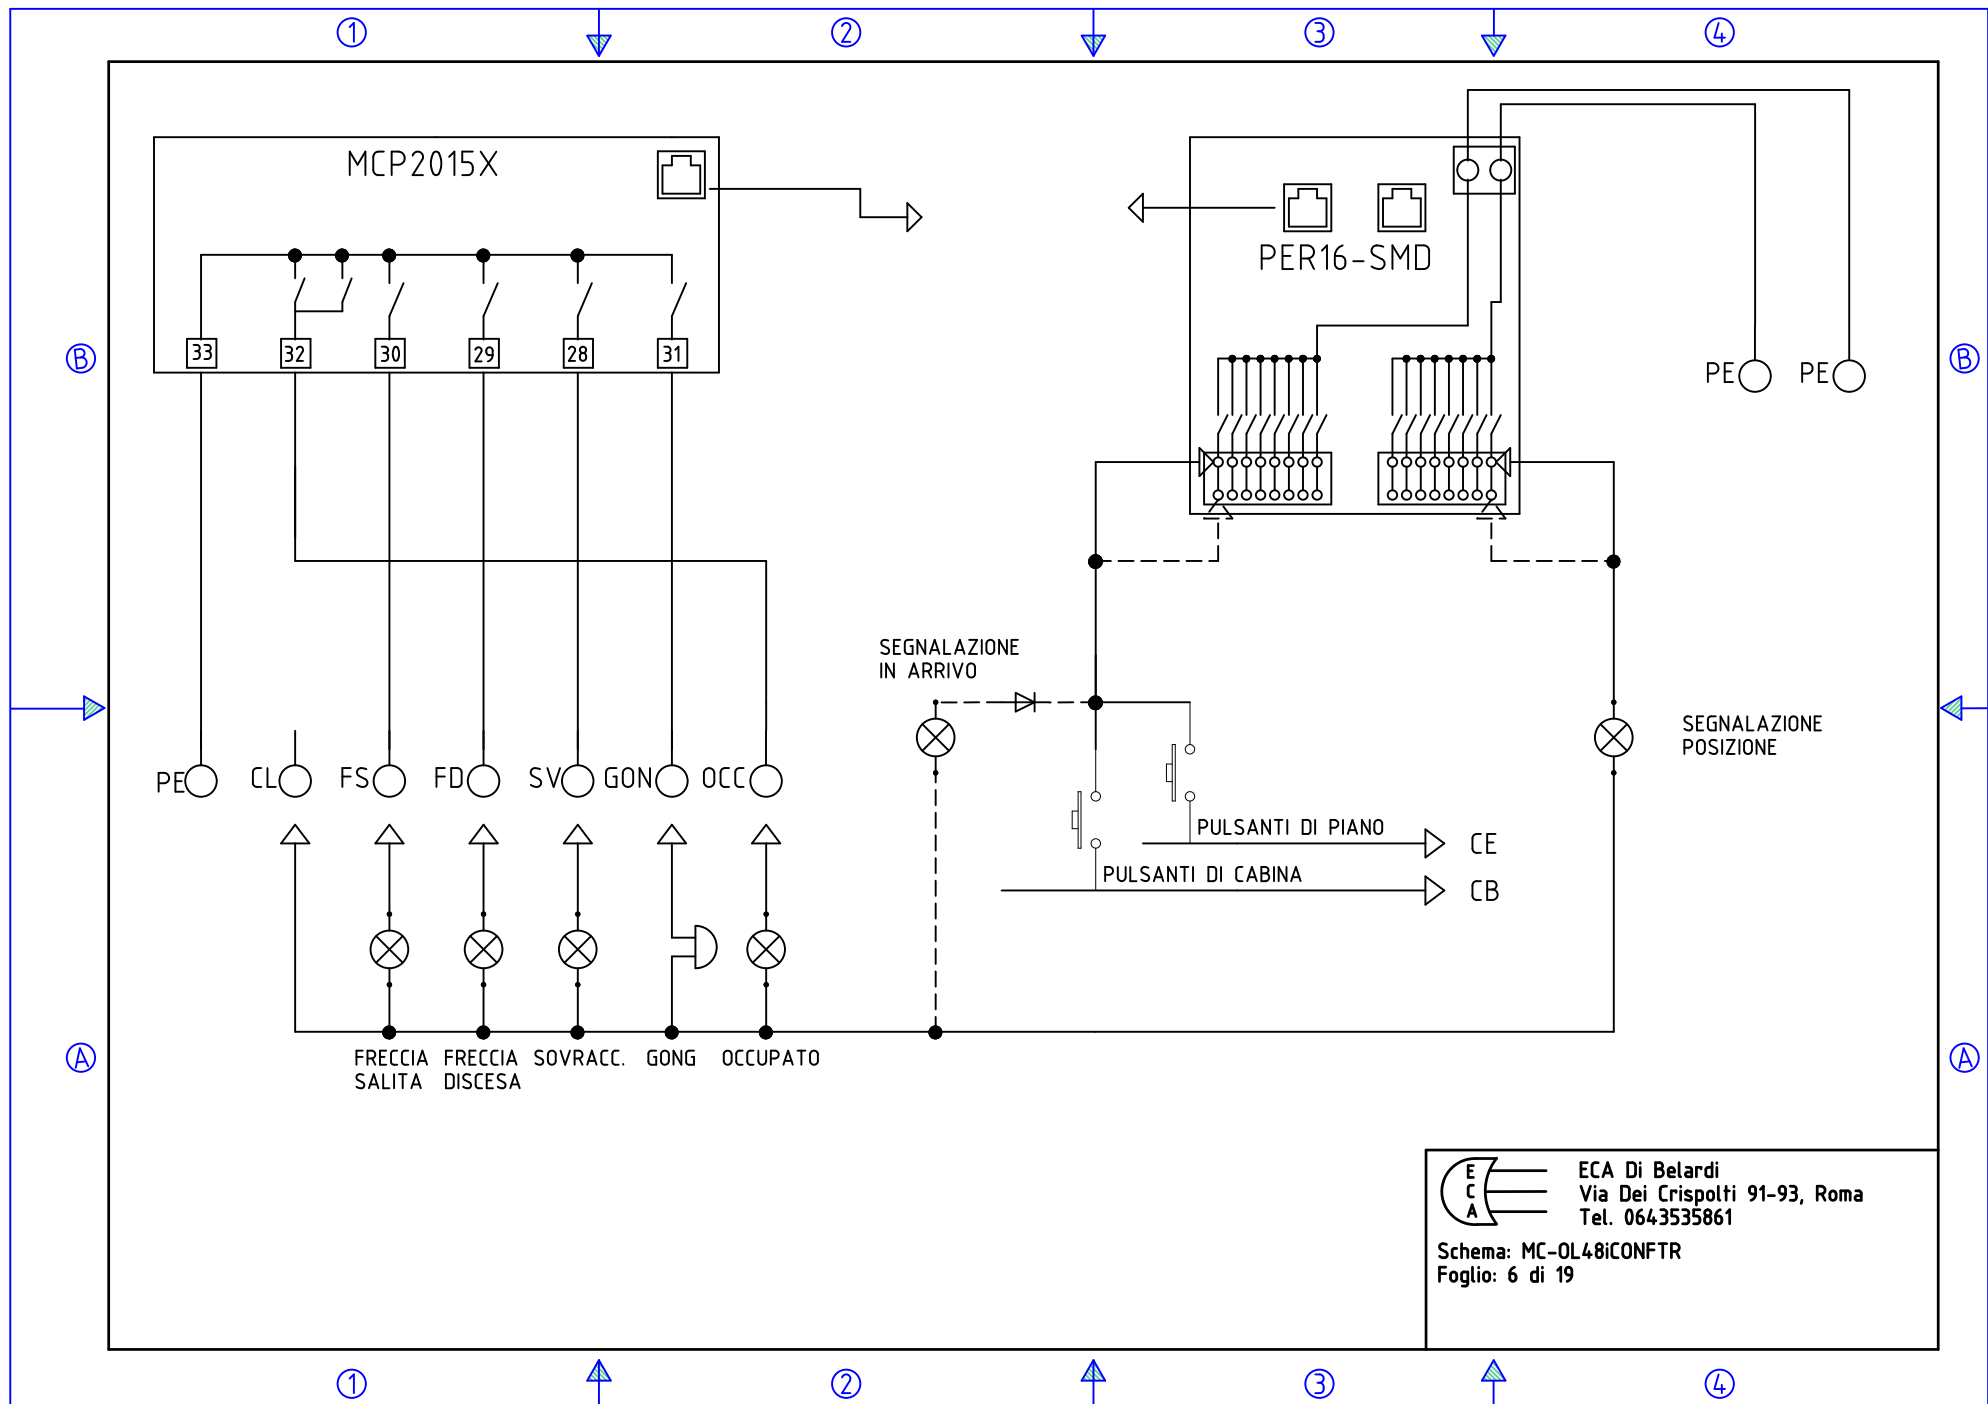 1 2 3 4
MCP2015X
PER16-SMD
33 32 30 29 28 31
B B
PE PE
SEGNALAZIONE
IN ARRIVO
SEGNALAZIONE
POSIZIONE
PE CL FS FD SV GON OCC
PULSANTI DI PIANO CE
PULSANTI DI CABINA CB
A A
FRECCIA
SALITA
FRECCIA
DISCESA
SOVRACC.
GONG
OCCUPATO
E
C
A
ECA Di Belardi
Via Dei Crispolti 91-93, Roma
Tel. 0643535861
Schema: MC-OL48iCONFTR
Foglio: 6 di 19
1 2 3 4